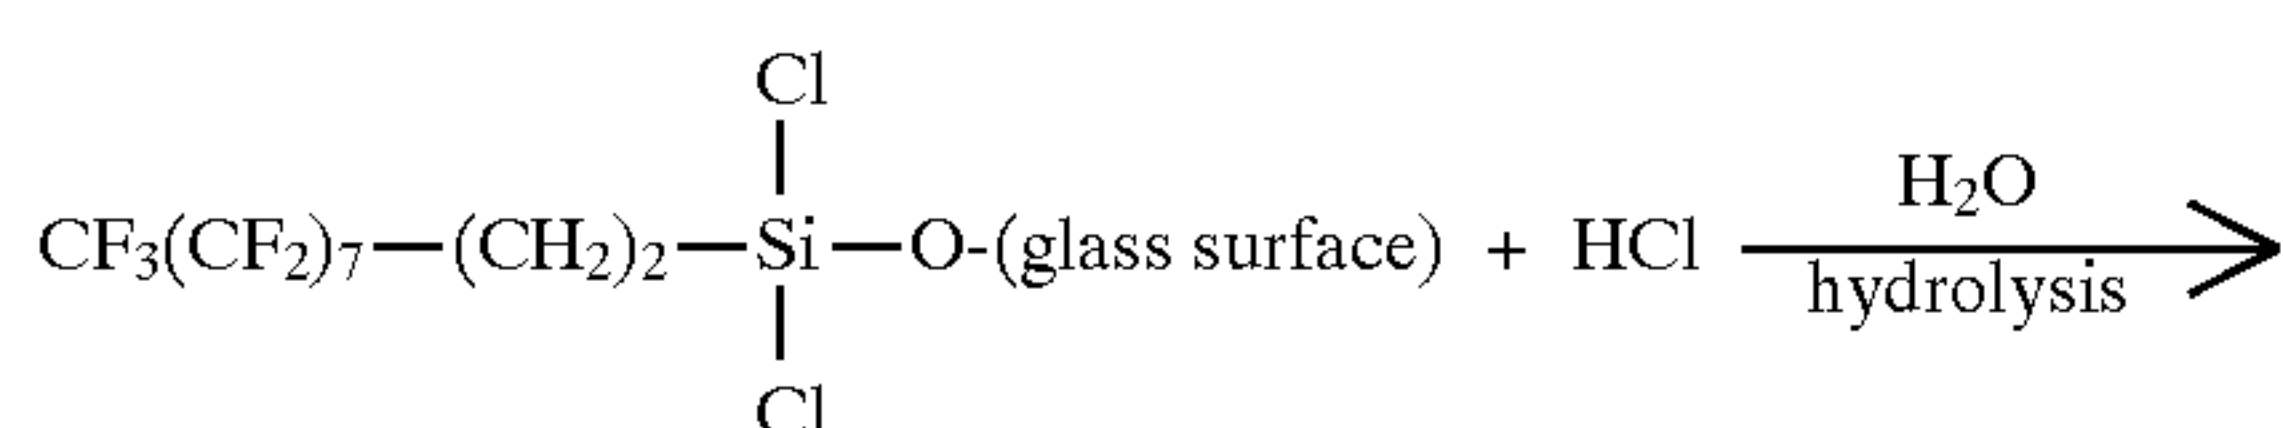 Cl
H₂O
CF₃(CF₂)₇—(CH₂)₂—Si—O-(glass surface) + HCl
hydrolysis
Cl